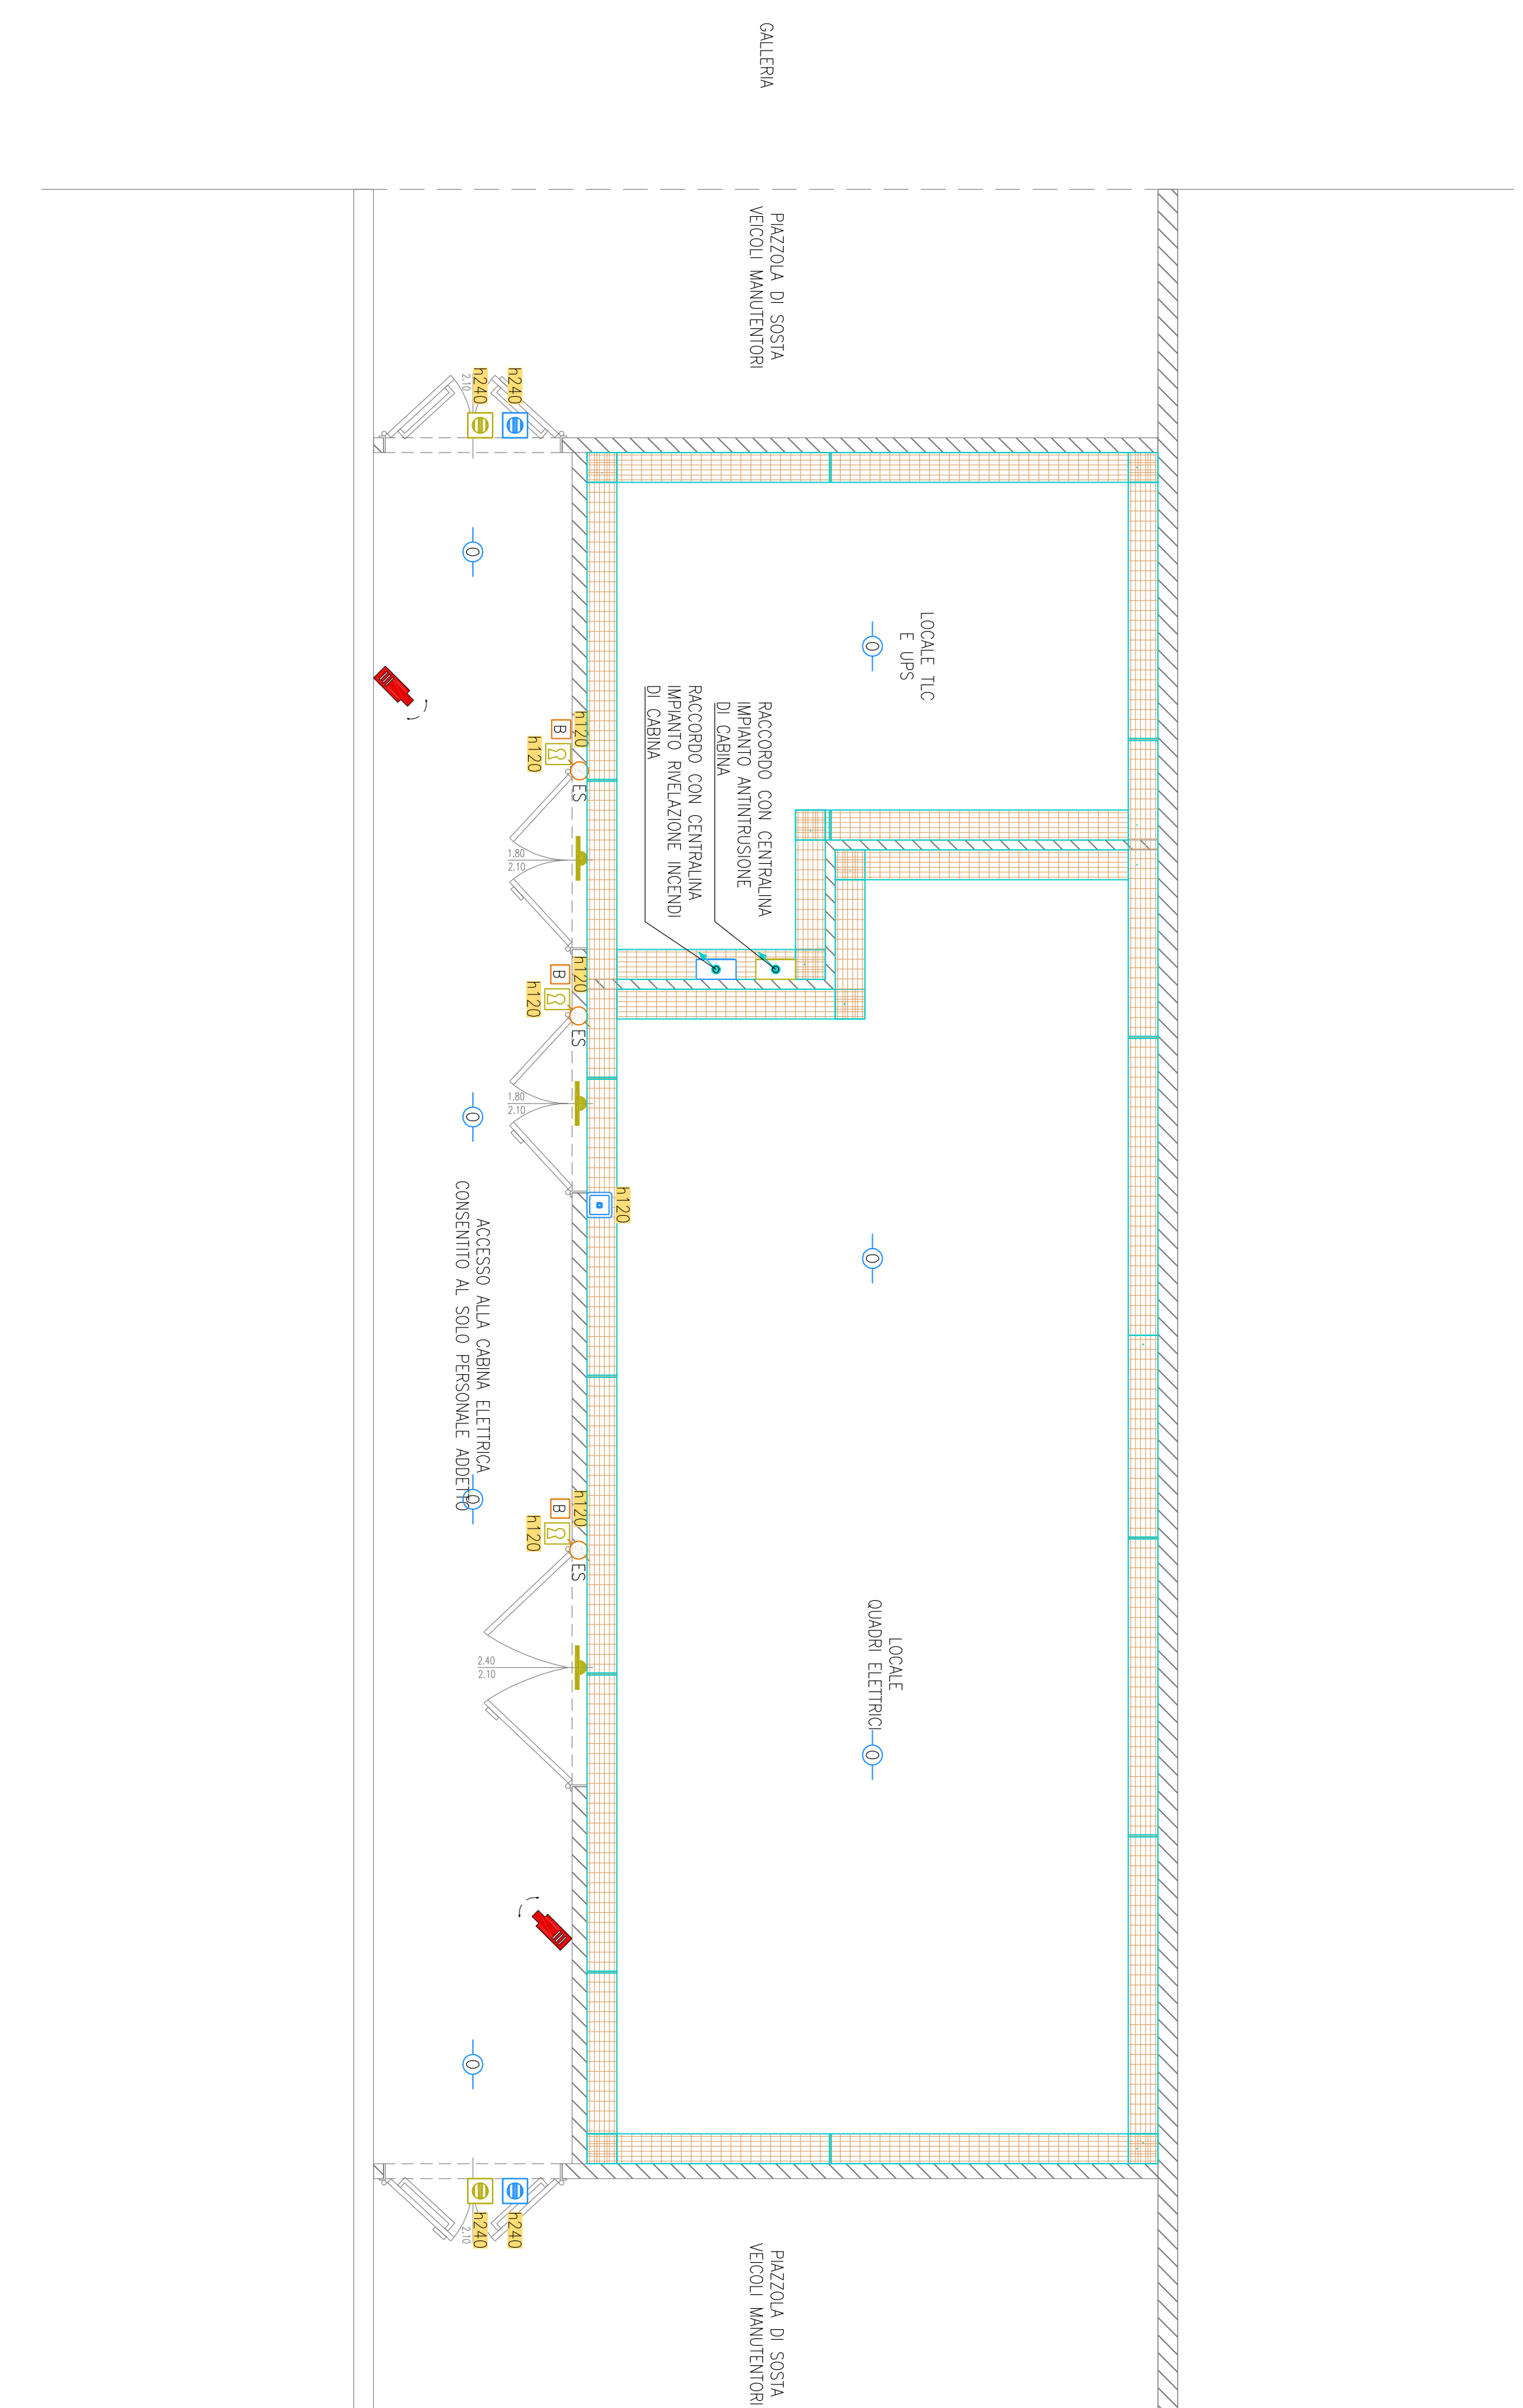 GALLERIA
PIAZZOLA DI SOSTA
VEICOLI MANUTENTORI
h240
h240
2.10
O
LOCALE TLC
E UPS
O
RACCORDO CON CENTRALINA
IMPIANTO ANTINTRUSIONE
DI CABINA
RACCORDO CON CENTRALINA
IMPIANTO RIVELAZIONE INCENDI
DI CABINA
h120
B
h120
ES
1.80
2.10
h120
B
h120
ES
1.80
2.10
O
h120
O
ACCESSO ALLA CABINA ELETTRICA
CONSENTITO AL SOLO PERSONALE ADDETTO
O
h120
B
h120
ES
2.40
2.10
LOCALE
QUADRI ELETTRICI
O
O
h240
h240
2.10
PIAZZOLA DI SOSTA
VEICOLI MANUTENTORI